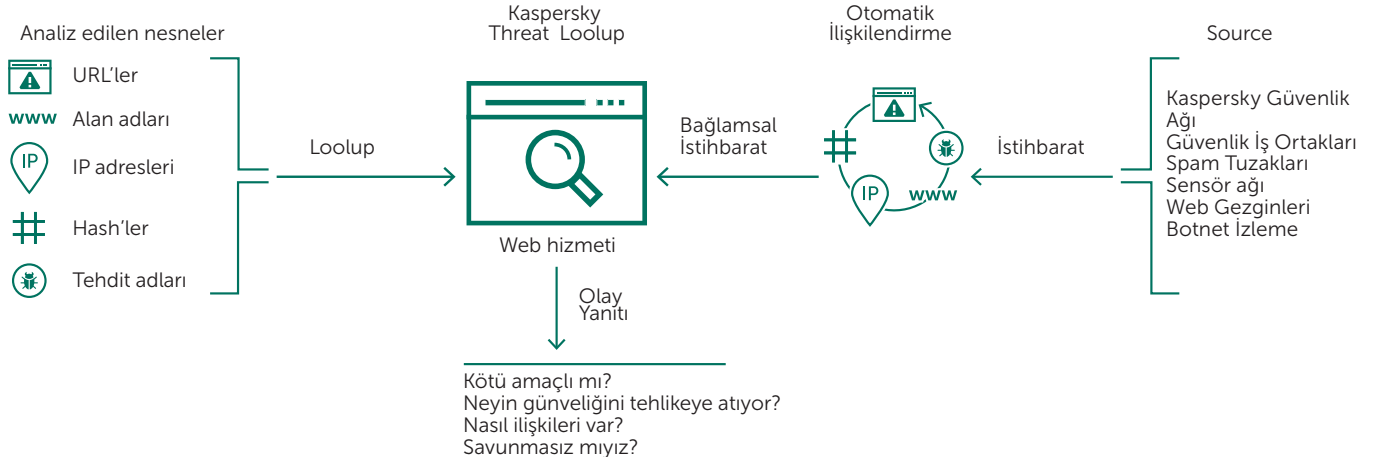 Analiz edilen nesneler
URL'ler
www
Alan adları
IP
IP adresleri
Hash'ler
Tehdit adları
Loolup
Kaspersky
Threat Loolup
Web hizmeti
Olay
Yanıtı
Kötü amaçlı mı?
Neyin günveliğini tehlikeye atıyor?
Nasıl ilişkileri var?
Savunmasız mıyız?
Bağlamsal
İstihbarat
Otomatik
İlişkilendirme
IP
www
İstihbarat
Source
Kaspersky Güvenlik
Ağı
Güvenlik İş Ortakları
Spam Tuzakları
Sensör ağı
Web Gezginleri
Botnet İzleme